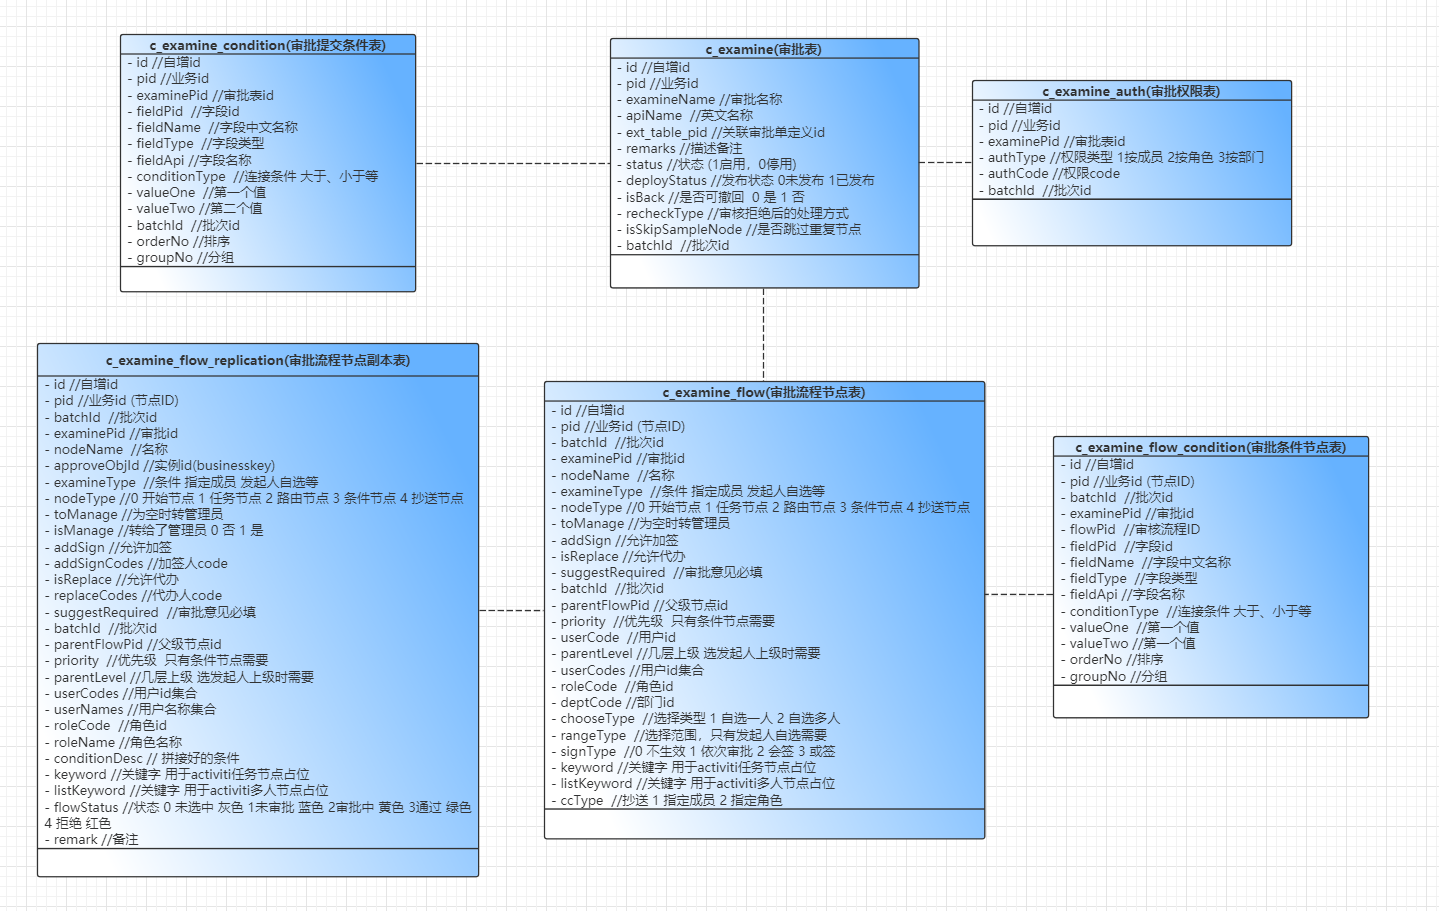 c_examine_condition(审批提交条件表)
- id //自增id
- pid //业务id
- examinePid //审批表id
- fieldPid  //字段id
- fieldName  //字段中文名称
- fieldType  //字段类型
- fieldApi //字段名称
- conditionType  //连接条件 大于、小于等
- valueOne  //第一个值
- valueTwo //第二个值
- batchId  //批次id
- orderNo //排序
- groupNo //分组
c_examine(审批表)
- id //自增id
- pid //业务id
- examineName //审批名称
- apiName  //英文名称
- ext_table_pid //关联审批单定义id
- remarks //描述备注
- status //状态 (1启用，0停用)
- deployStatus //发布状态 0未发布 1已发布
- isBack //是否可撤回  0 是 1 否
- recheckType //审核拒绝后的处理方式
- isSkipSampleNode //是否跳过重复节点
- batchId  //批次id
c_examine_auth(审批权限表)
- id //自增id
- pid //业务id
- examinePid //审批表id
- authType //权限类型 1按成员 2按角色 3按部门
- authCode //权限code
- batchId  //批次id
c_examine_flow_replication(审批流程节点副本表)
- id //自增id
- pid //业务id (节点ID)
- batchId  //批次id
- examinePid //审批id
- nodeName  //名称
- approveObjId //实例id(businesskey)
- examineType  //条件 指定成员 发起人自选等
- nodeType //0 开始节点 1 任务节点 2 路由节点 3 条件节点 4 抄送节点
- toManage //为空时转管理员
- isManage //转给了管理员 0 否 1 是
- addSign //允许加签
- addSignCodes //加签人code
- isReplace //允许代办
- replaceCodes //代办人code
- suggestRequired  //审批意见必填
- batchId  //批次id
- parentFlowPid //父级节点id
- priority  //优先级  只有条件节点需要
- parentLevel //几层上级 选发起人上级时需要
- userCodes //用户id集合
- userNames //用户名称集合
- roleCode  //角色id
- roleName //角色名称
- conditionDesc // 拼接好的条件
- keyword //关键字 用于activiti任务节点占位
- listKeyword //关键字 用于activiti多人节点占位
- flowStatus //状态 0 未选中 灰色 1未审批 蓝色 2审批中 黄色 3通过 绿色
4 拒绝 红色
- remark //备注
c_examine_flow(审批流程节点表)
- id //自增id
- pid //业务id (节点ID)
- batchId  //批次id
- examinePid //审批id
- nodeName  //名称
- examineType  //条件 指定成员 发起人自选等
- nodeType //0 开始节点 1 任务节点 2 路由节点 3 条件节点 4 抄送节点
- toManage //为空时转管理员
- addSign //允许加签
- isReplace //允许代办
- suggestRequired  //审批意见必填
- batchId  //批次id
- parentFlowPid //父级节点id
- priority  //优先级  只有条件节点需要
- userCode  //用户id
- parentLevel //几层上级 选发起人上级时需要
- userCodes //用户id集合
- roleCode  //角色id
- deptCode //部门id
- chooseType  //选择类型 1 自选一人 2 自选多人
- rangeType //选择范围，只有发起人自选需要
- signType //0 不生效 1 依次审批 2 会签 3 或签
- keyword //关键字 用于activiti任务节点占位
- listKeyword //关键字 用于activiti多人节点占位
- ccType  //抄送 1 指定成员 2 指定角色
c_examine_flow_condition(审批条件节点表)
- id //自增id
- pid //业务id (节点ID)
- batchId  //批次id
- examinePid //审批id
- flowPid  //审核流程ID
- fieldPid  //字段id
- fieldName  //字段中文名称
- fieldType  //字段类型
- fieldApi //字段名称
- conditionType  //连接条件 大于、小于等
- valueOne  //第一个值
- valueTwo //第一个值
- orderNo //排序
- groupNo //分组